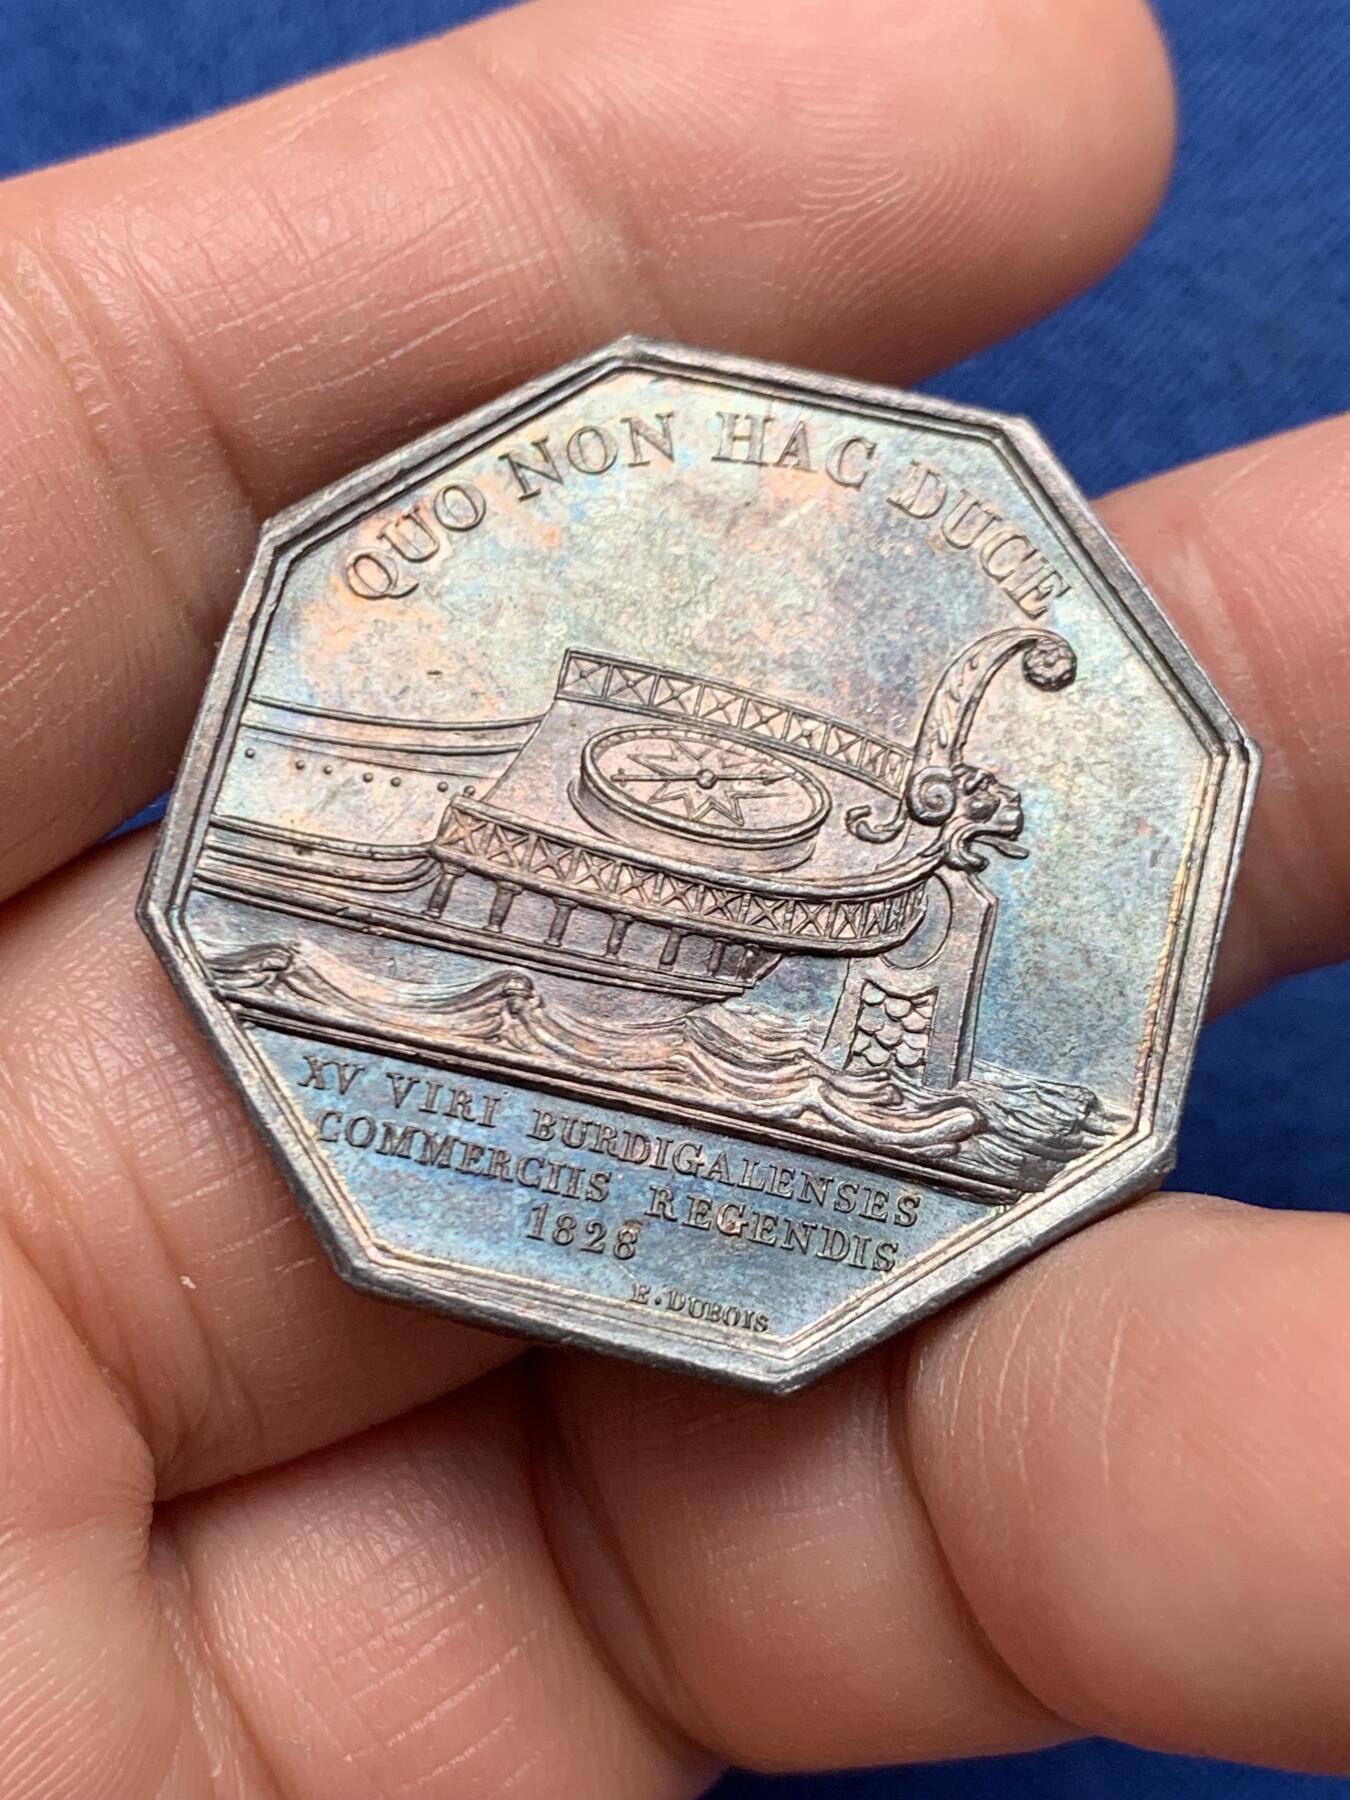 QUO NON HAC DUCE
XV VIRI BURDIGALENSES
COMMERCIIS REGENDIS
1828
E. DUBOIS